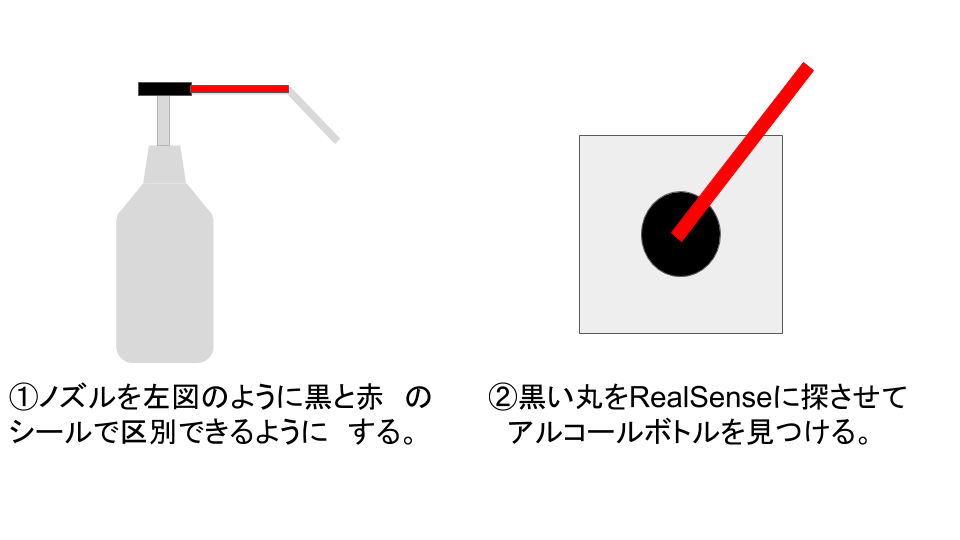 ①ノズルを左図のように黒と赤　の
シールで区別できるように　する。
②黒い丸をRealSenseに探させて
アルコールボトルを見つける。